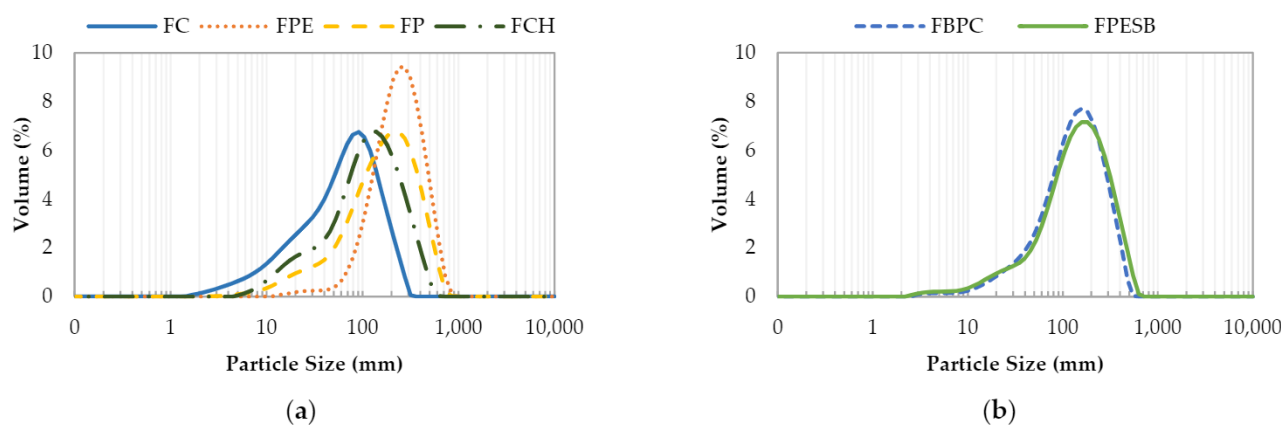 FC FPE FP FCH
10
8
6
4
2
0
Volume (%)
0 1 10 100 1,000 10,000
Particle Size (mm)
(a)
FBPC FPESB
10
8
6
4
2
0
Volume (%)
0 1 10 100 1,000 10,000
Particle Size (mm)
(b)